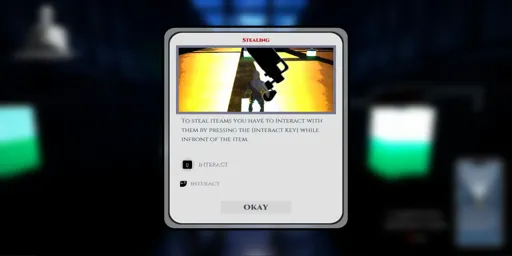 Stealing
To steal iteams you have to interact with
them by pressing the [Interact Key] while
infront of the item.
Interact
Interact
Okay